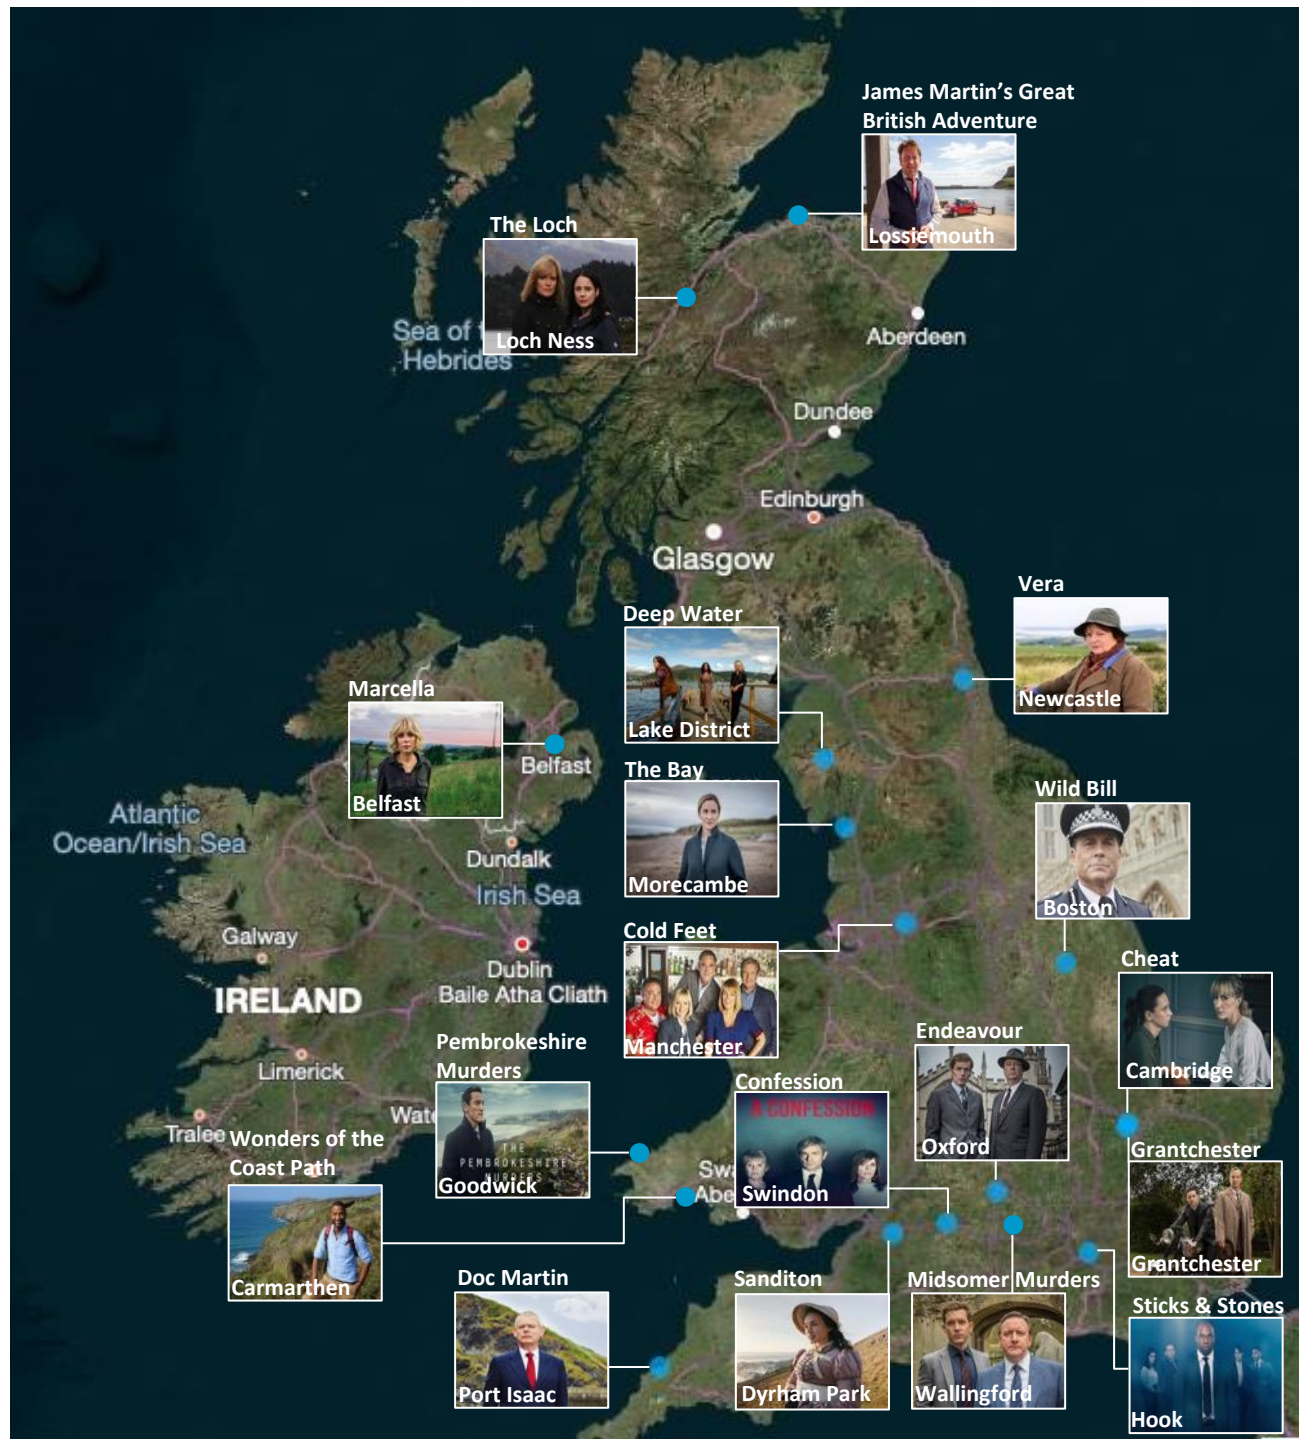 James Martin's Great
British Adventure
Lossiemouth
The Loch
Loch Ness
Sea of
Hebrides
Aberdeen
Dundee
Edinburgh
Glasgow
Vera
Newcastle
Deep Water
Lake District
Marcella
Belfast
Belfast
The Bay
Morecambe
Wild Bill
Boston
Atlantic
Ocean/Irish Sea
Dundalk
Irish Sea
Galway
Dublin
Baile Atha Cliath
IRELAND
Cold Feet
Manchester
Cheat
Cambridge
Endeavour
Oxford
Limerick
Pembrokeshire
Murders
THE
PEMBROKESHIRE
MURDERS
Goodwick
Confession
A CONFESSION
Swindon
Tralee
Wonders of the
Coast Path
Carmarthen
Grantchester
Grantchester
Doc Martin
Port Isaac
Sanditon
Dyrham Park
Midsomer Murders
Wallingford
Sticks & Stones
Hook